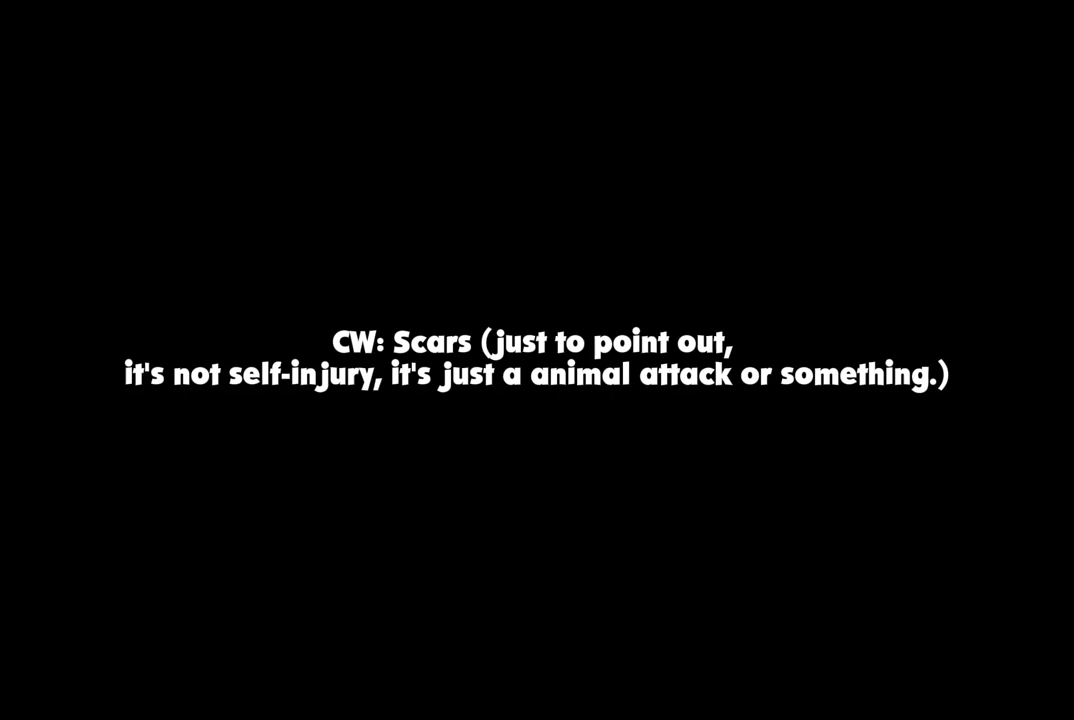 CW: Scars (just to point out,
it's not self-injury, it's just a animal attack or something.)